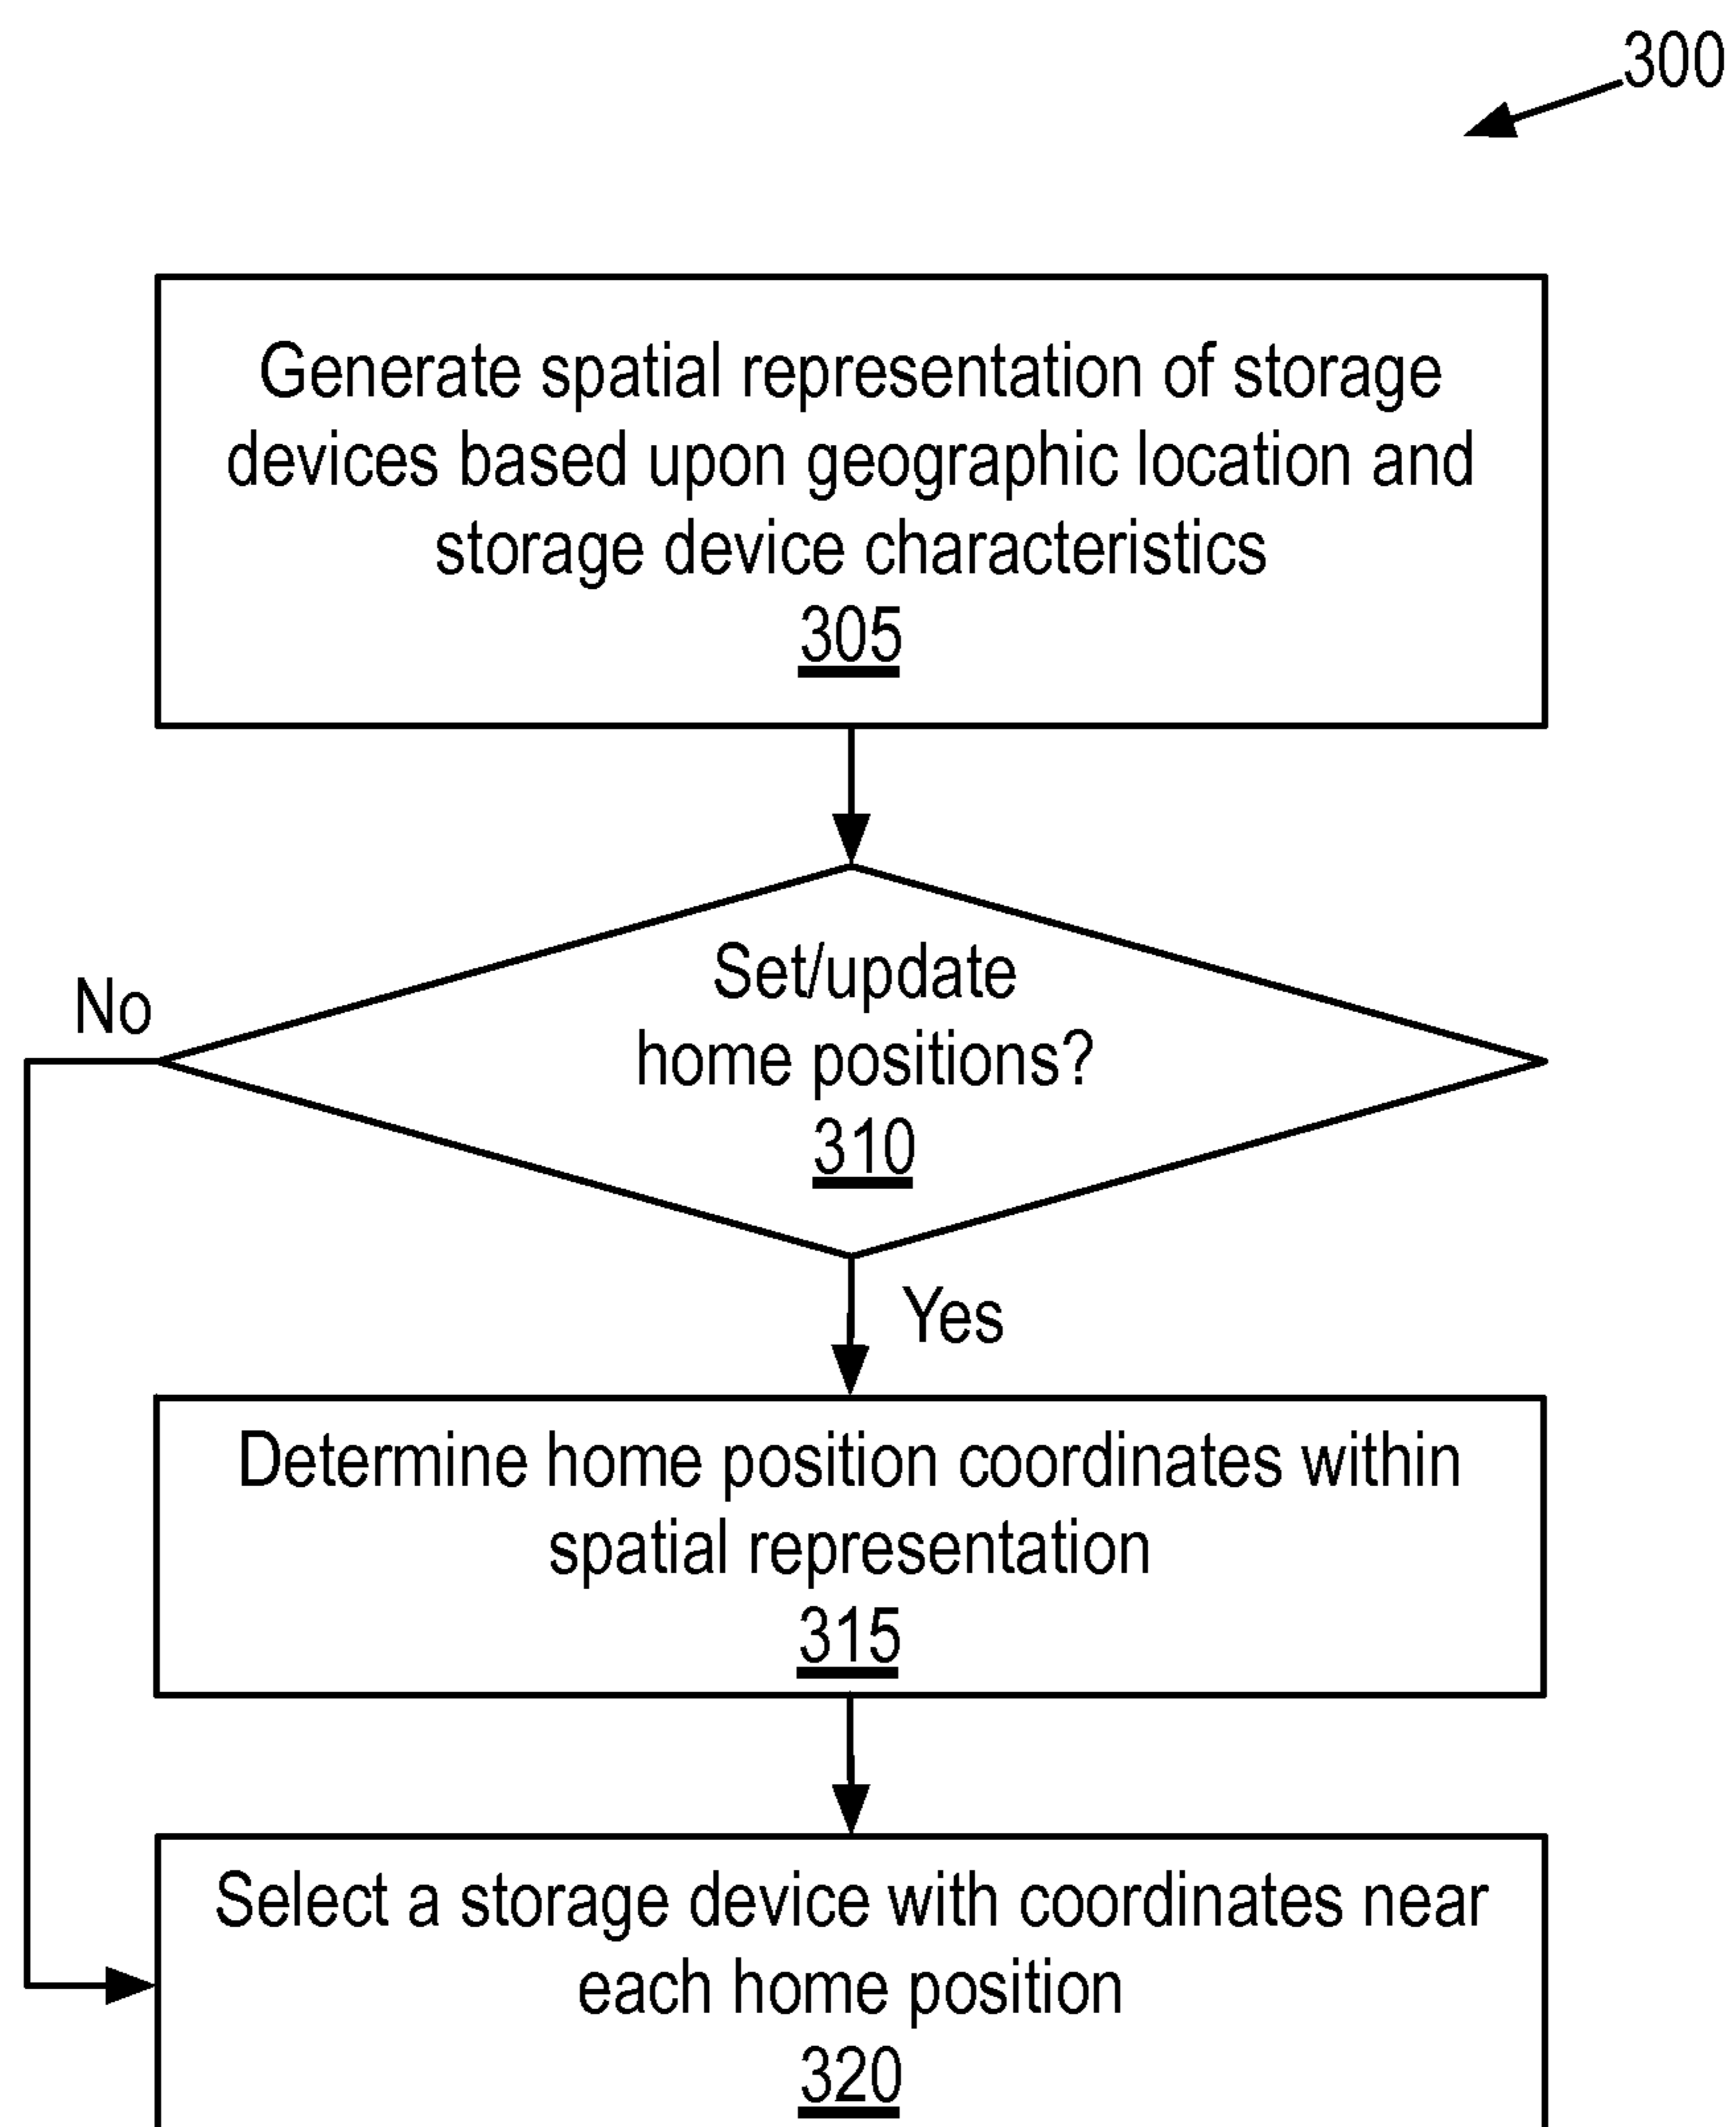 300
Generate spatial representation of storage
devices based upon geographic location and
storage device characteristics
305
Set/update
home positions?
310
No
Yes
Determine home position coordinates within
spatial representation
315
Select a storage device with coordinates near
each home position
320